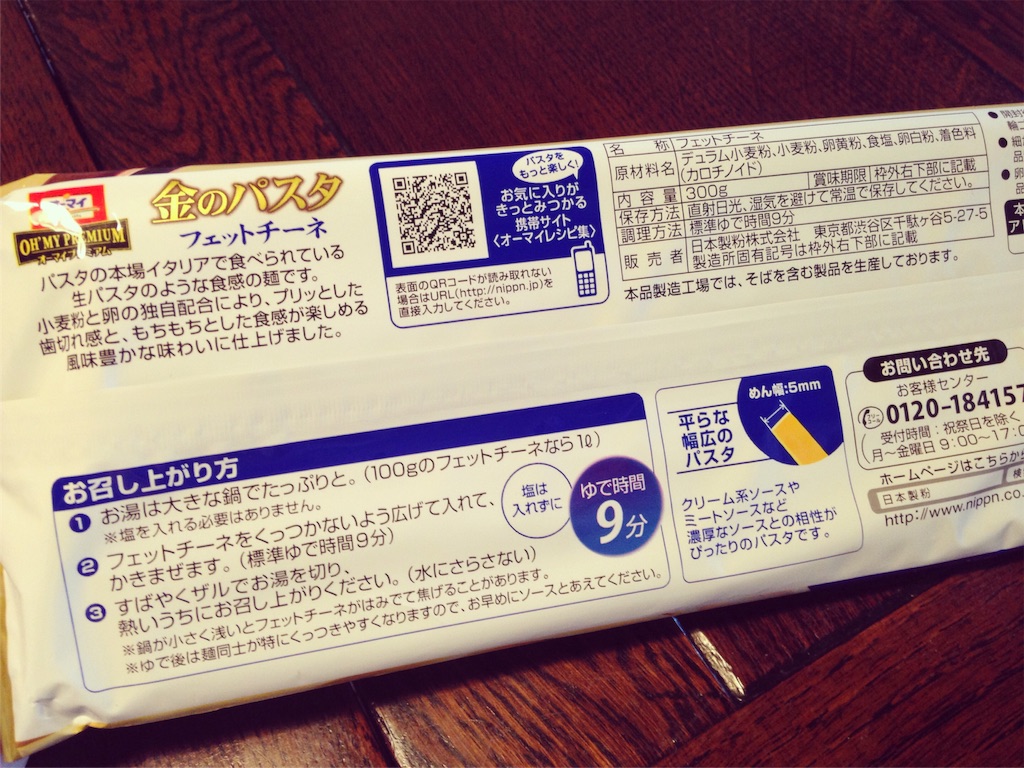 オーマイ
OH' MY PREMIUM
オーマイプレミアム
金のパスタ
フェットチーネ
パスタの本場イタリアで食べられている
生パスタのような食感の麺です。
小麦粉と卵の独自配合により、プリッとした
歯切れ感と、もちもちとした食感が楽しめる
風味豊かな味わいに仕上げました。
パスタを
もっと楽しく!
お気に入りが
きっとみつかる
携帯サイト
〈オーマイレシピ集〉
表面のQRコードが読み取れない
場合はURL(http://nippn.jp)を
直接入力してください。
名 称 フェットチーネ
原材料名 デュラム小麦粉、小麦粉、卵黄粉、食塩、卵白粉、着色料
(カロチノイド)
内容量 300g 賞味期限 枠外右下部に記載
保存方法 直射日光、湿気を避けて常温で保存してください。
調理方法 標準ゆで時間9分
販売者 日本製粉株式会社 東京都渋谷区千駄ヶ谷5-27-5
製造所固有記号は枠外右下部に記載
本品製造工場では、そばを含む製品を生産しております。
お召し上がり方
1 お湯は大きな鍋でたっぷりと。(100gのフェットチーネなら1ℓ)
※塩を入れる必要はありません。
2 フェットチーネをくっつかないよう広げて入れて、
かきまぜます。(標準ゆで時間9分)
3 すばやくザルでお湯を切り、
熱いうちにお召し上がりください。(水にさらさない)
※鍋が小さく浅いとフェットチーネがはみでて焦げることがあります。
※ゆで後は麺同士が特にくっつきやすくなりますので、お早めにソースとあえてください。
塩は
入れずに
ゆで時間
9分
平らな
幅広の
パスタ
めん幅:5mm
クリーム系ソースや
ミートソースなど
濃厚なソースとの相性が
ぴったりのパスタです。
お問い合わせ先
お客様センター
フリーコール
0120-184157
受付時間:祝祭日を除く
月〜金曜日 9:00〜17:0
ホームページはこちらから
日本製粉 検
http://www.nippn.co.